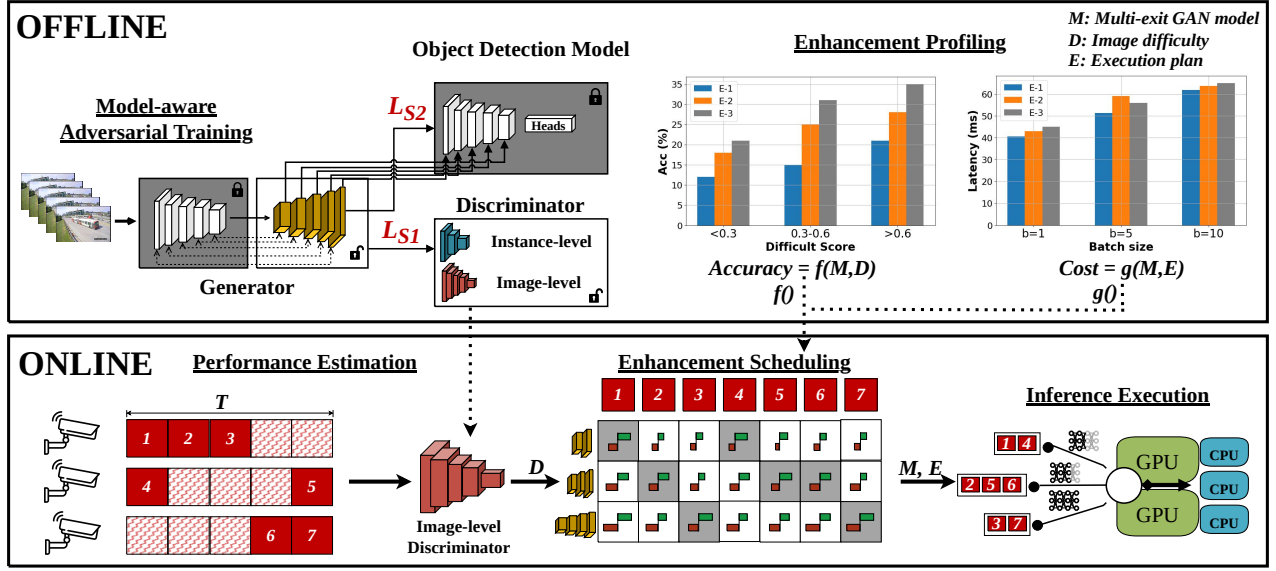 OFFLINE
M: Multi-exit GAN model
D: Image difficulty
E: Execution plan
Model-aware
Adversarial Training
Object Detection Model
L_S2
Heads
Generator
L_S1
Discriminator
Instance-level
Image-level
Enhancement Profiling
Acc (%)
35
30
25
20
15
10
5
0
E-1
E-2
E-3
<0.3
0.3-0.6
>0.6
Difficult Score
Accuracy = f(M,D)
f()
Latency (ms)
60
50
40
30
20
10
0
E-1
E-2
E-3
b=1
b=5
b=10
Batch size
Cost = g(M,E)
g()
ONLINE
Performance Estimation
T
1 2 3
4 5
6 7
Image-level
Discriminator
D
Enhancement Scheduling
1 2 3 4 5 6 7
M, E
Inference Execution
1 4
2 5 6
3 7
GPU
GPU
CPU
CPU
CPU